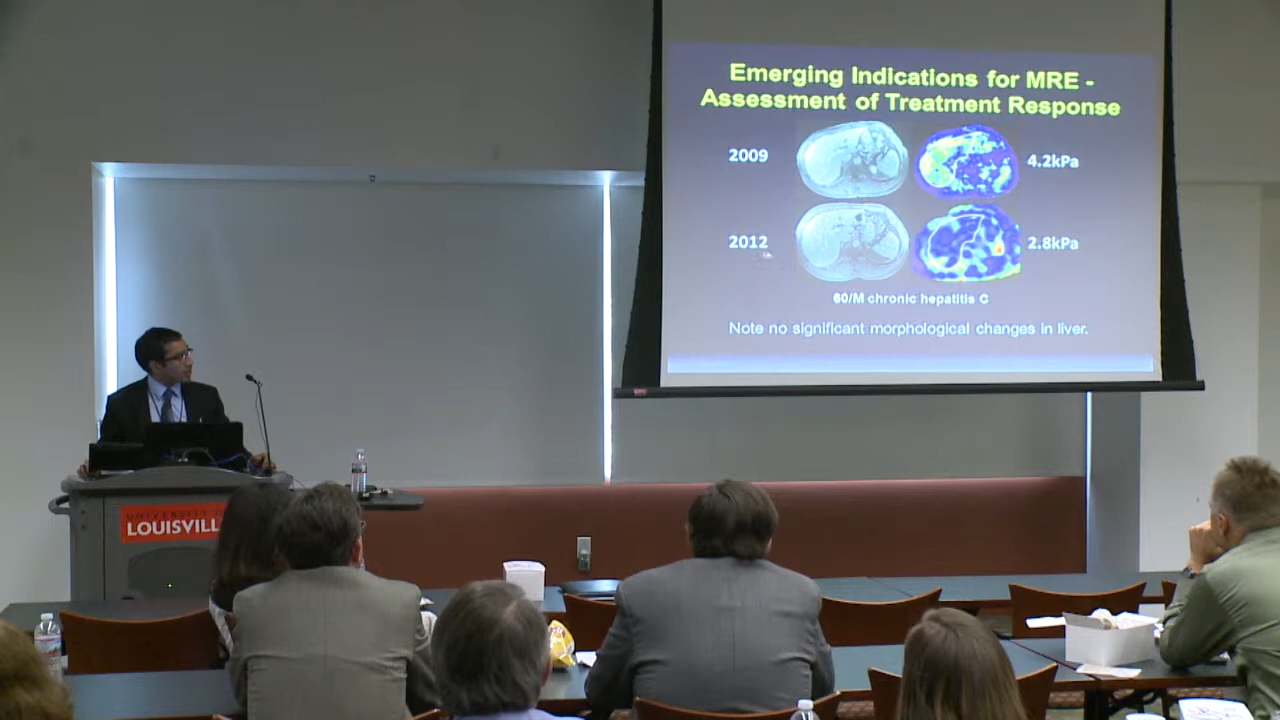 Emerging Indications for MRE -
Assessment of Treatment Response
2009
4.2kPa
2012
2.8kPa
60/M chronic hepatitis C
Note no significant morphological changes in liver.
UNIVERSITY
LOUISVILL